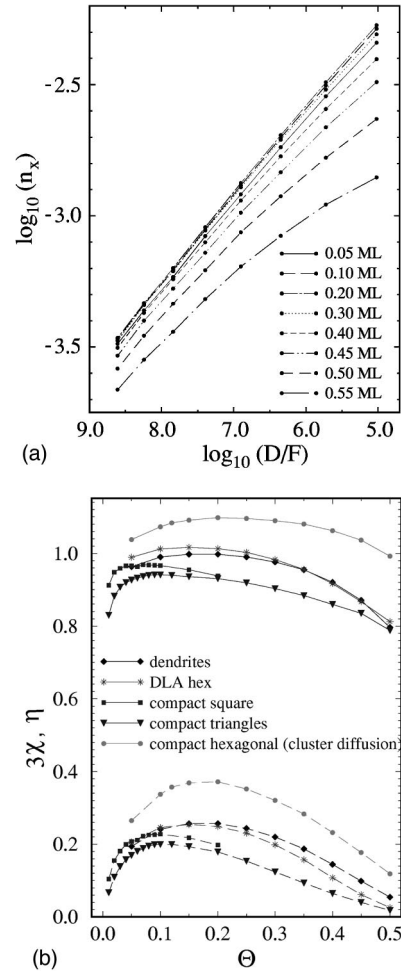 (a)
log₁₀ (nₓ)
-2.5
-3.0
-3.5
0.05 ML
0.10 ML
0.20 ML
0.30 ML
0.40 ML
0.45 ML
0.50 ML
0.55 ML
9.0 8.0 7.0 6.0 5.0
log₁₀ (D/F)
(b)
3χ, η
1.0
0.8
0.6
0.4
0.2
0.0
dendrites
DLA hex
compact square
compact triangles
compact hexagonal (cluster diffusion)
0.0 0.1 0.2 0.3 0.4 0.5
Θ